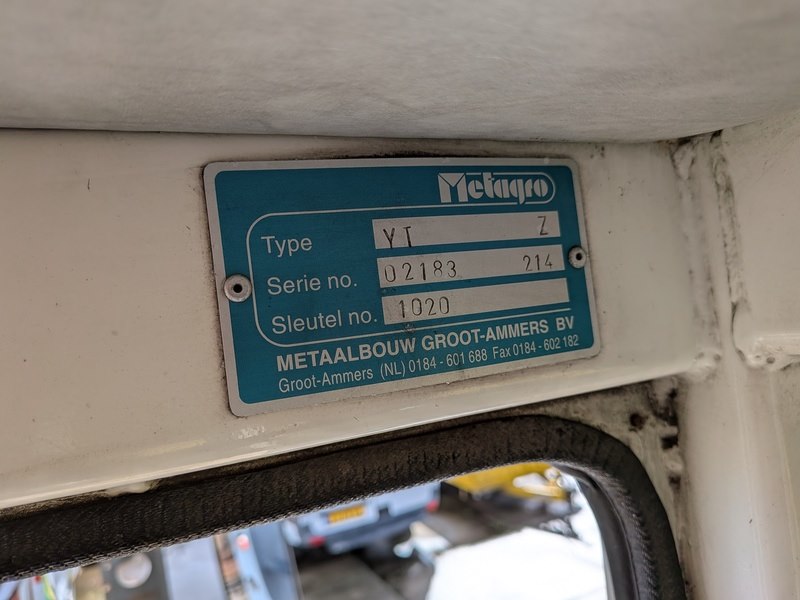 Metagro
Type YT Z
Serie no. 02183 214
Sleutel no. 1020
METAALBOUW GROOT-AMMERS BV
Groot-Ammers (NL) 0184 - 601 688 Fax 0184 - 602 182